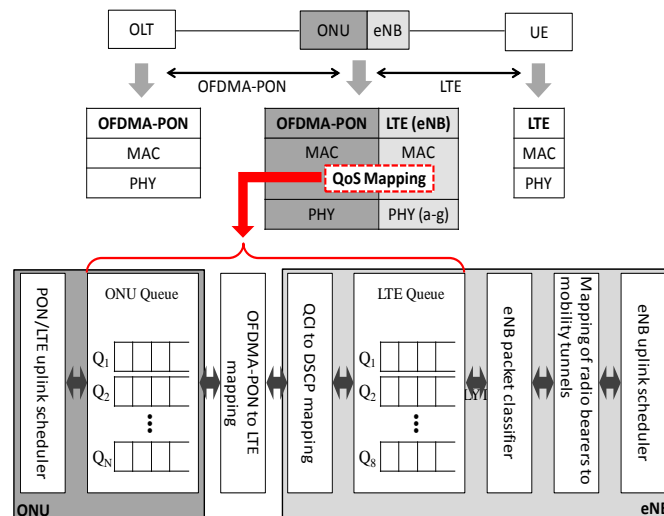 OLT
ONU
eNB
UE
OFDMA-PON
LTE
OFDMA-PON
MAC
PHY
OFDMA-PON
LTE (eNB)
MAC
MAC
QoS Mapping
PHY
PHY (a-g)
LTE
MAC
PHY
PON/LTE uplink scheduler
ONU Queue
Q1
Q2
QN
OFDMA-PON to LTE
mapping
QCI to DSCP mapping
LTE Queue
Q1
Q2
Q8
eNB packet classifier
Mapping of radio bearers to
mobility tunnels
eNB uplink scheduler
ONU
eNB